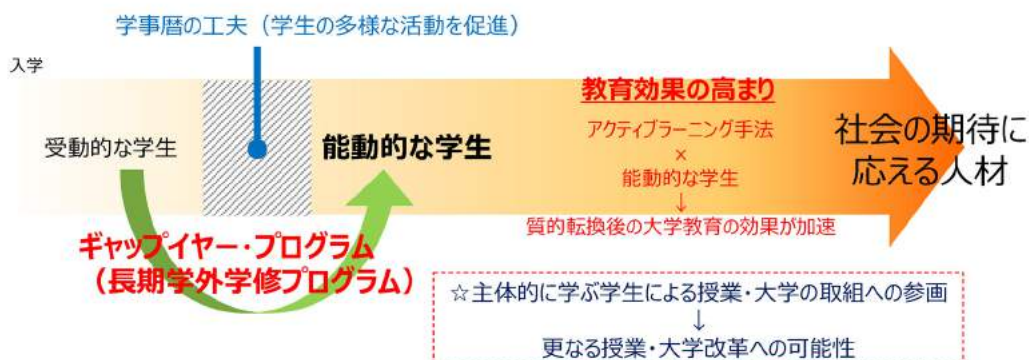 学事暦の工夫（学生の多様な活動を促進）
入学
受動的な学生
能動的な学生
教育効果の高まり
アクティブラーニング手法
×
能動的な学生
↓
質的転換後の大学教育の効果が加速
社会の期待に
応える人材
ギャップイヤー・プログラム
（長期学外学修プログラム）
☆主体的に学ぶ学生による授業・大学の取組への参画
↓
更なる授業・大学改革への可能性